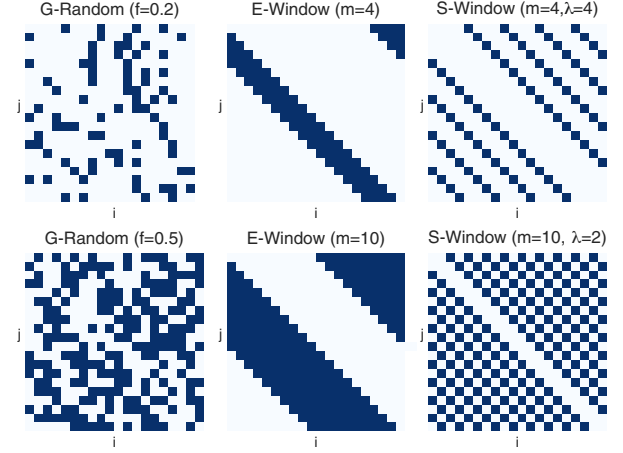 G-Random (f=0.2) E-Window (m=4) S-Window (m=4,λ=4)
j j j
i i i
G-Random (f=0.5) E-Window (m=10) S-Window (m=10, λ=2)
j j j
i i i